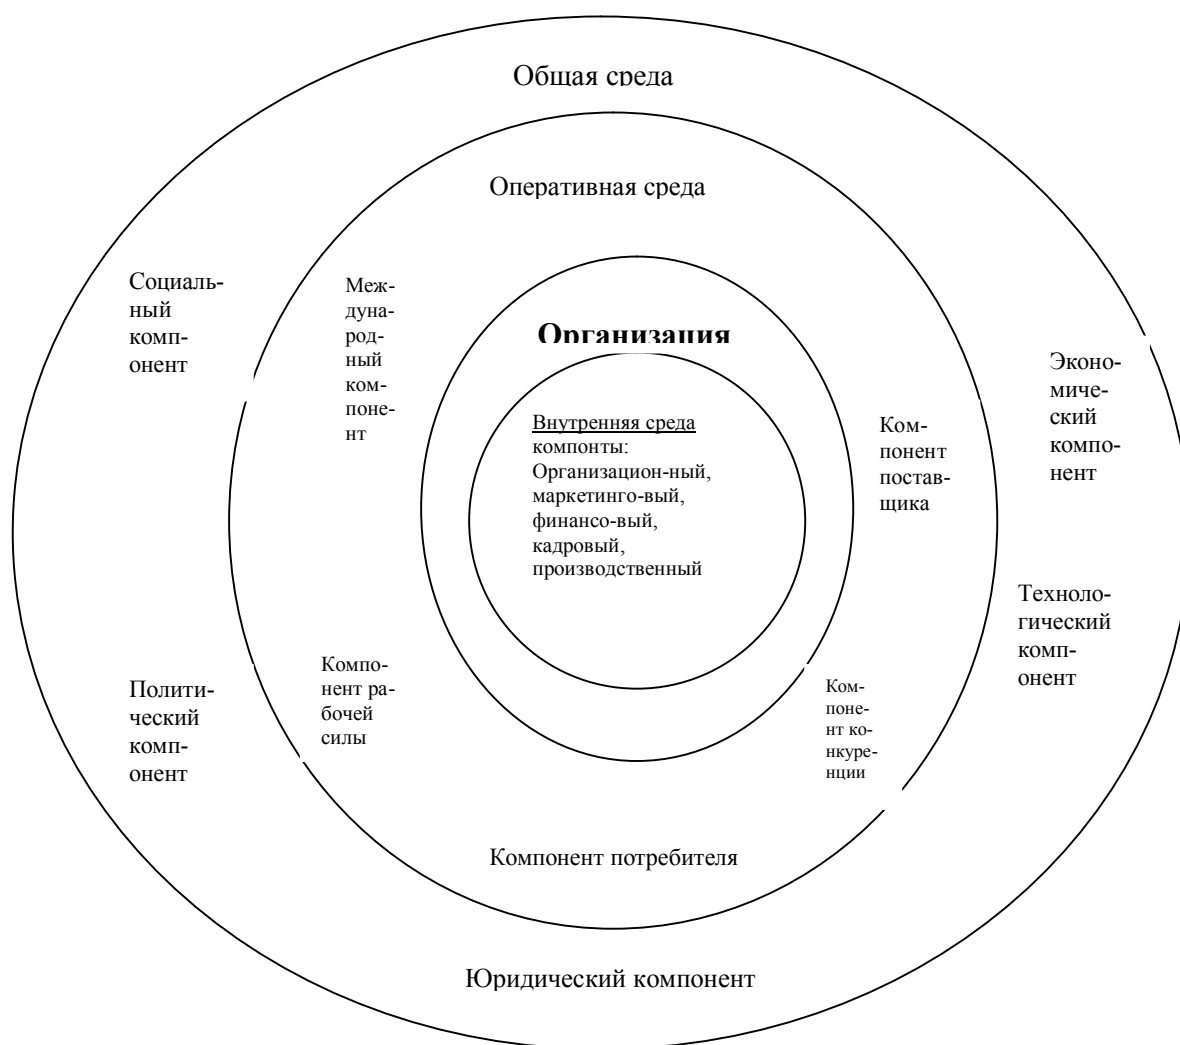 Общая среда
Оперативная среда
Социаль-
ный
комп-
онент
Меж-
дуна-
род-
ный
ком-
поне-
нт
Организация
Внутренняя среда
компонты:
Организацион-ный,
маркетинго-вый,
финансо-вый,
кадровый,
производственный
Ком-
понент
постав-
щика
Эконо-
миче-
ский
компо-
нент
Техноло-
гический
комп-
онент
Полити-
ческий
комп-
онент
Компо-
нент ра-
бочей
силы
Ком-
поне-
нт ко-
нкуре-
нции
Компонент потребителя
Юридический компонент